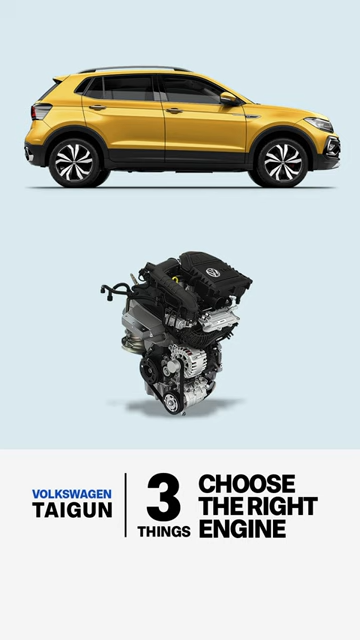 VOLKSWAGEN
TAIGUN
3
THINGS
CHOOSE
THE RIGHT
ENGINE